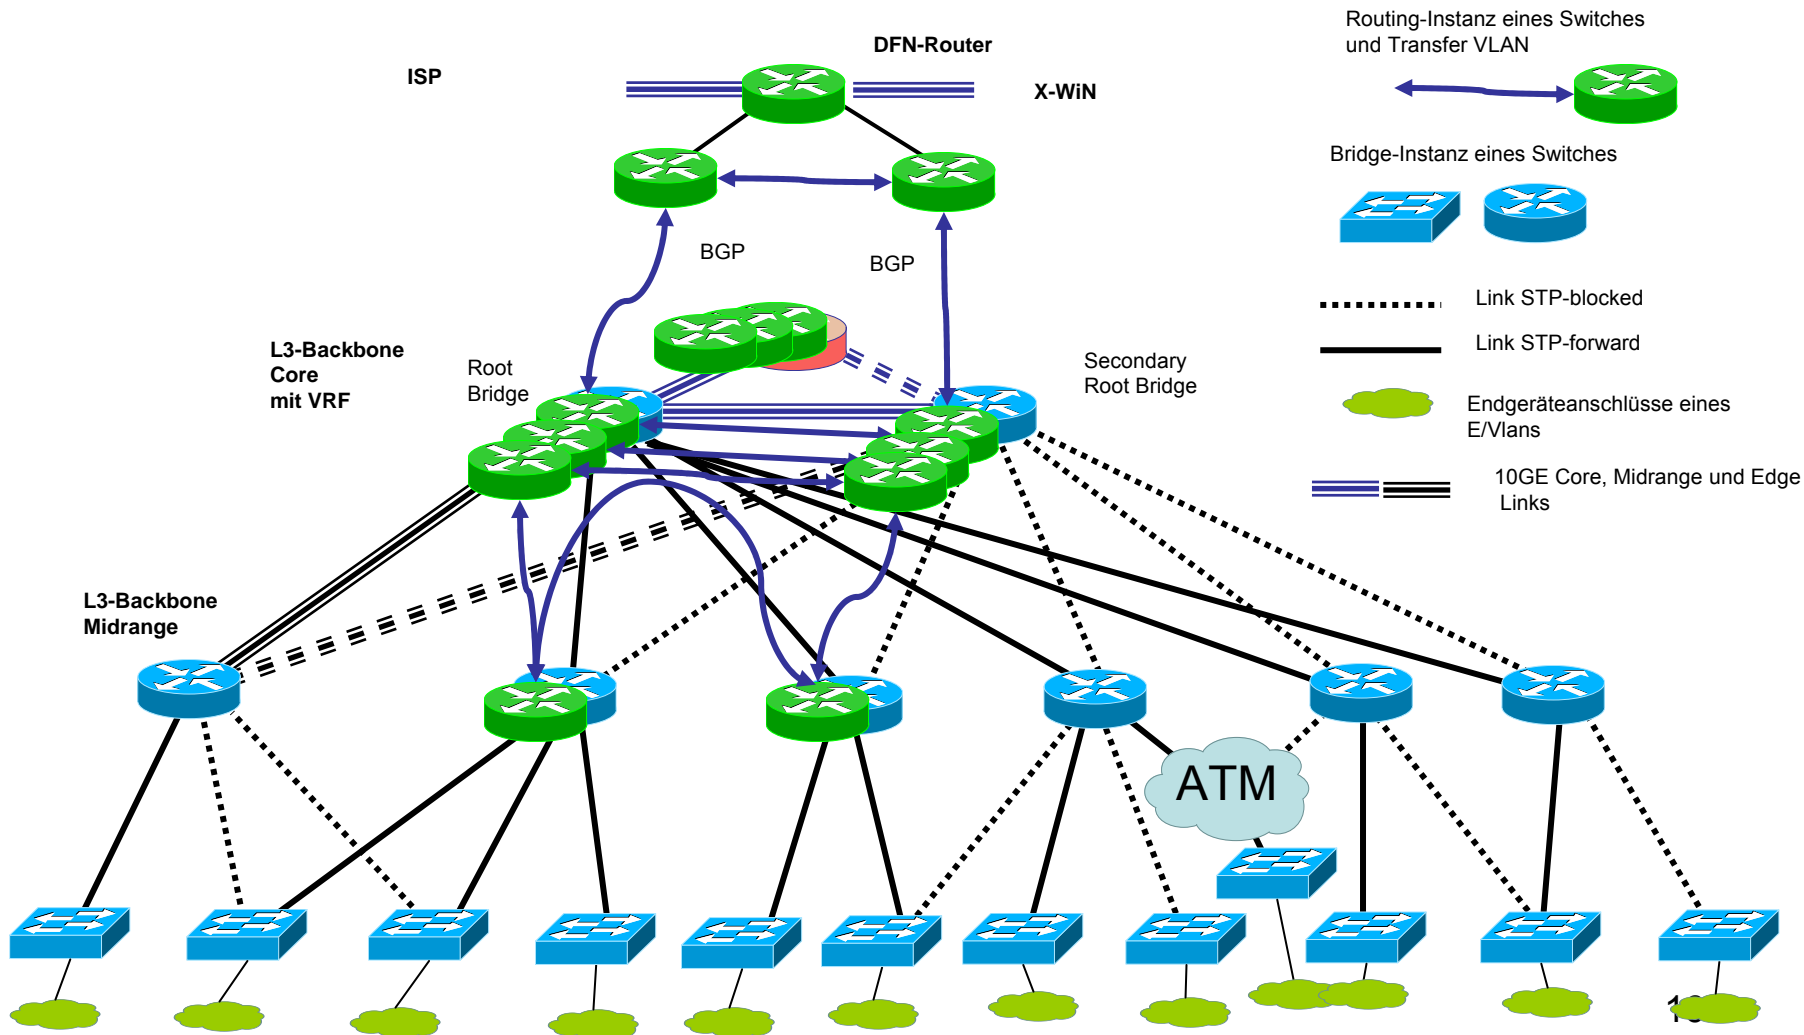 Routing-Instanz eines Switches
und Transfer VLAN
DFN-Router
ISP
X-WiN
Bridge-Instanz eines Switches
BGP
BGP
Link STP-blocked
L3-Backbone
Core
mit VRF
Root
Bridge
Secondary
Root Bridge
Link STP-forward
Endgeräteanschlüsse eines
E/Vlans
10GE Core, Midrange und Edge
Links
L3-Backbone
Midrange
ATM